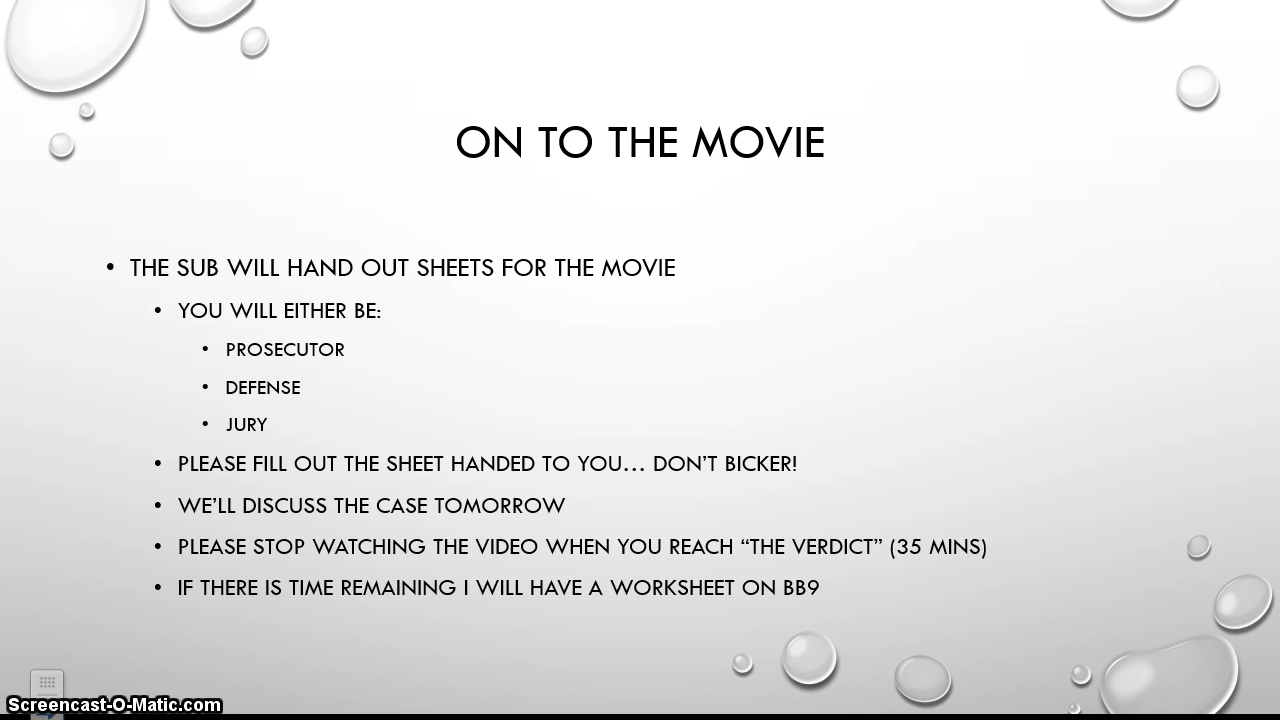 ON TO THE MOVIE
• THE SUB WILL HAND OUT SHEETS FOR THE MOVIE
• YOU WILL EITHER BE:
• PROSECUTOR
• DEFENSE
• JURY
• PLEASE FILL OUT THE SHEET HANDED TO YOU… DON’T BICKER!
• WE’LL DISCUSS THE CASE TOMORROW
• PLEASE STOP WATCHING THE VIDEO WHEN YOU REACH “THE VERDICT” (35 MINS)
• IF THERE IS TIME REMAINING I WILL HAVE A WORKSHEET ON BB9
Screencast-O-Matic.com